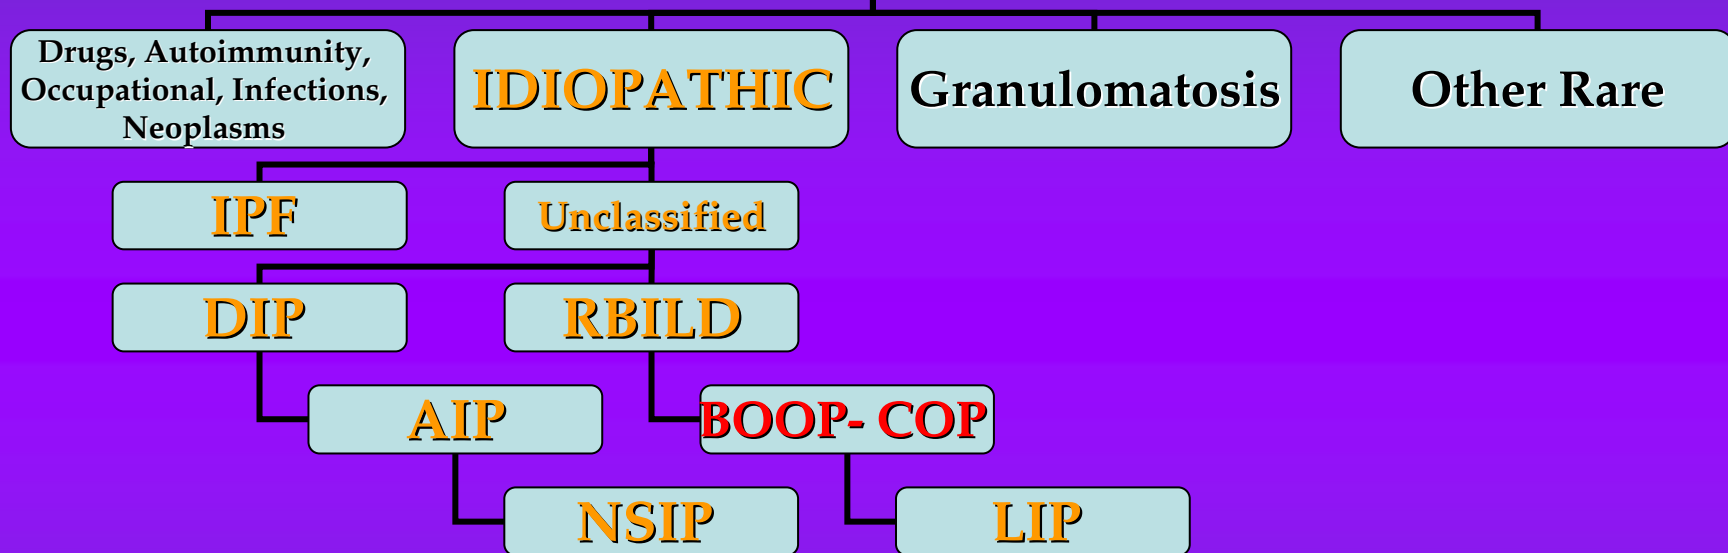 Drugs, Autoimmunity,
Occupational, Infections,
Neoplasms
IDIOPATHIC
Granulomatosis
Other Rare
IPF
Unclassified
DIP
RBILD
AIP
BOOP- COP
NSIP
LIP